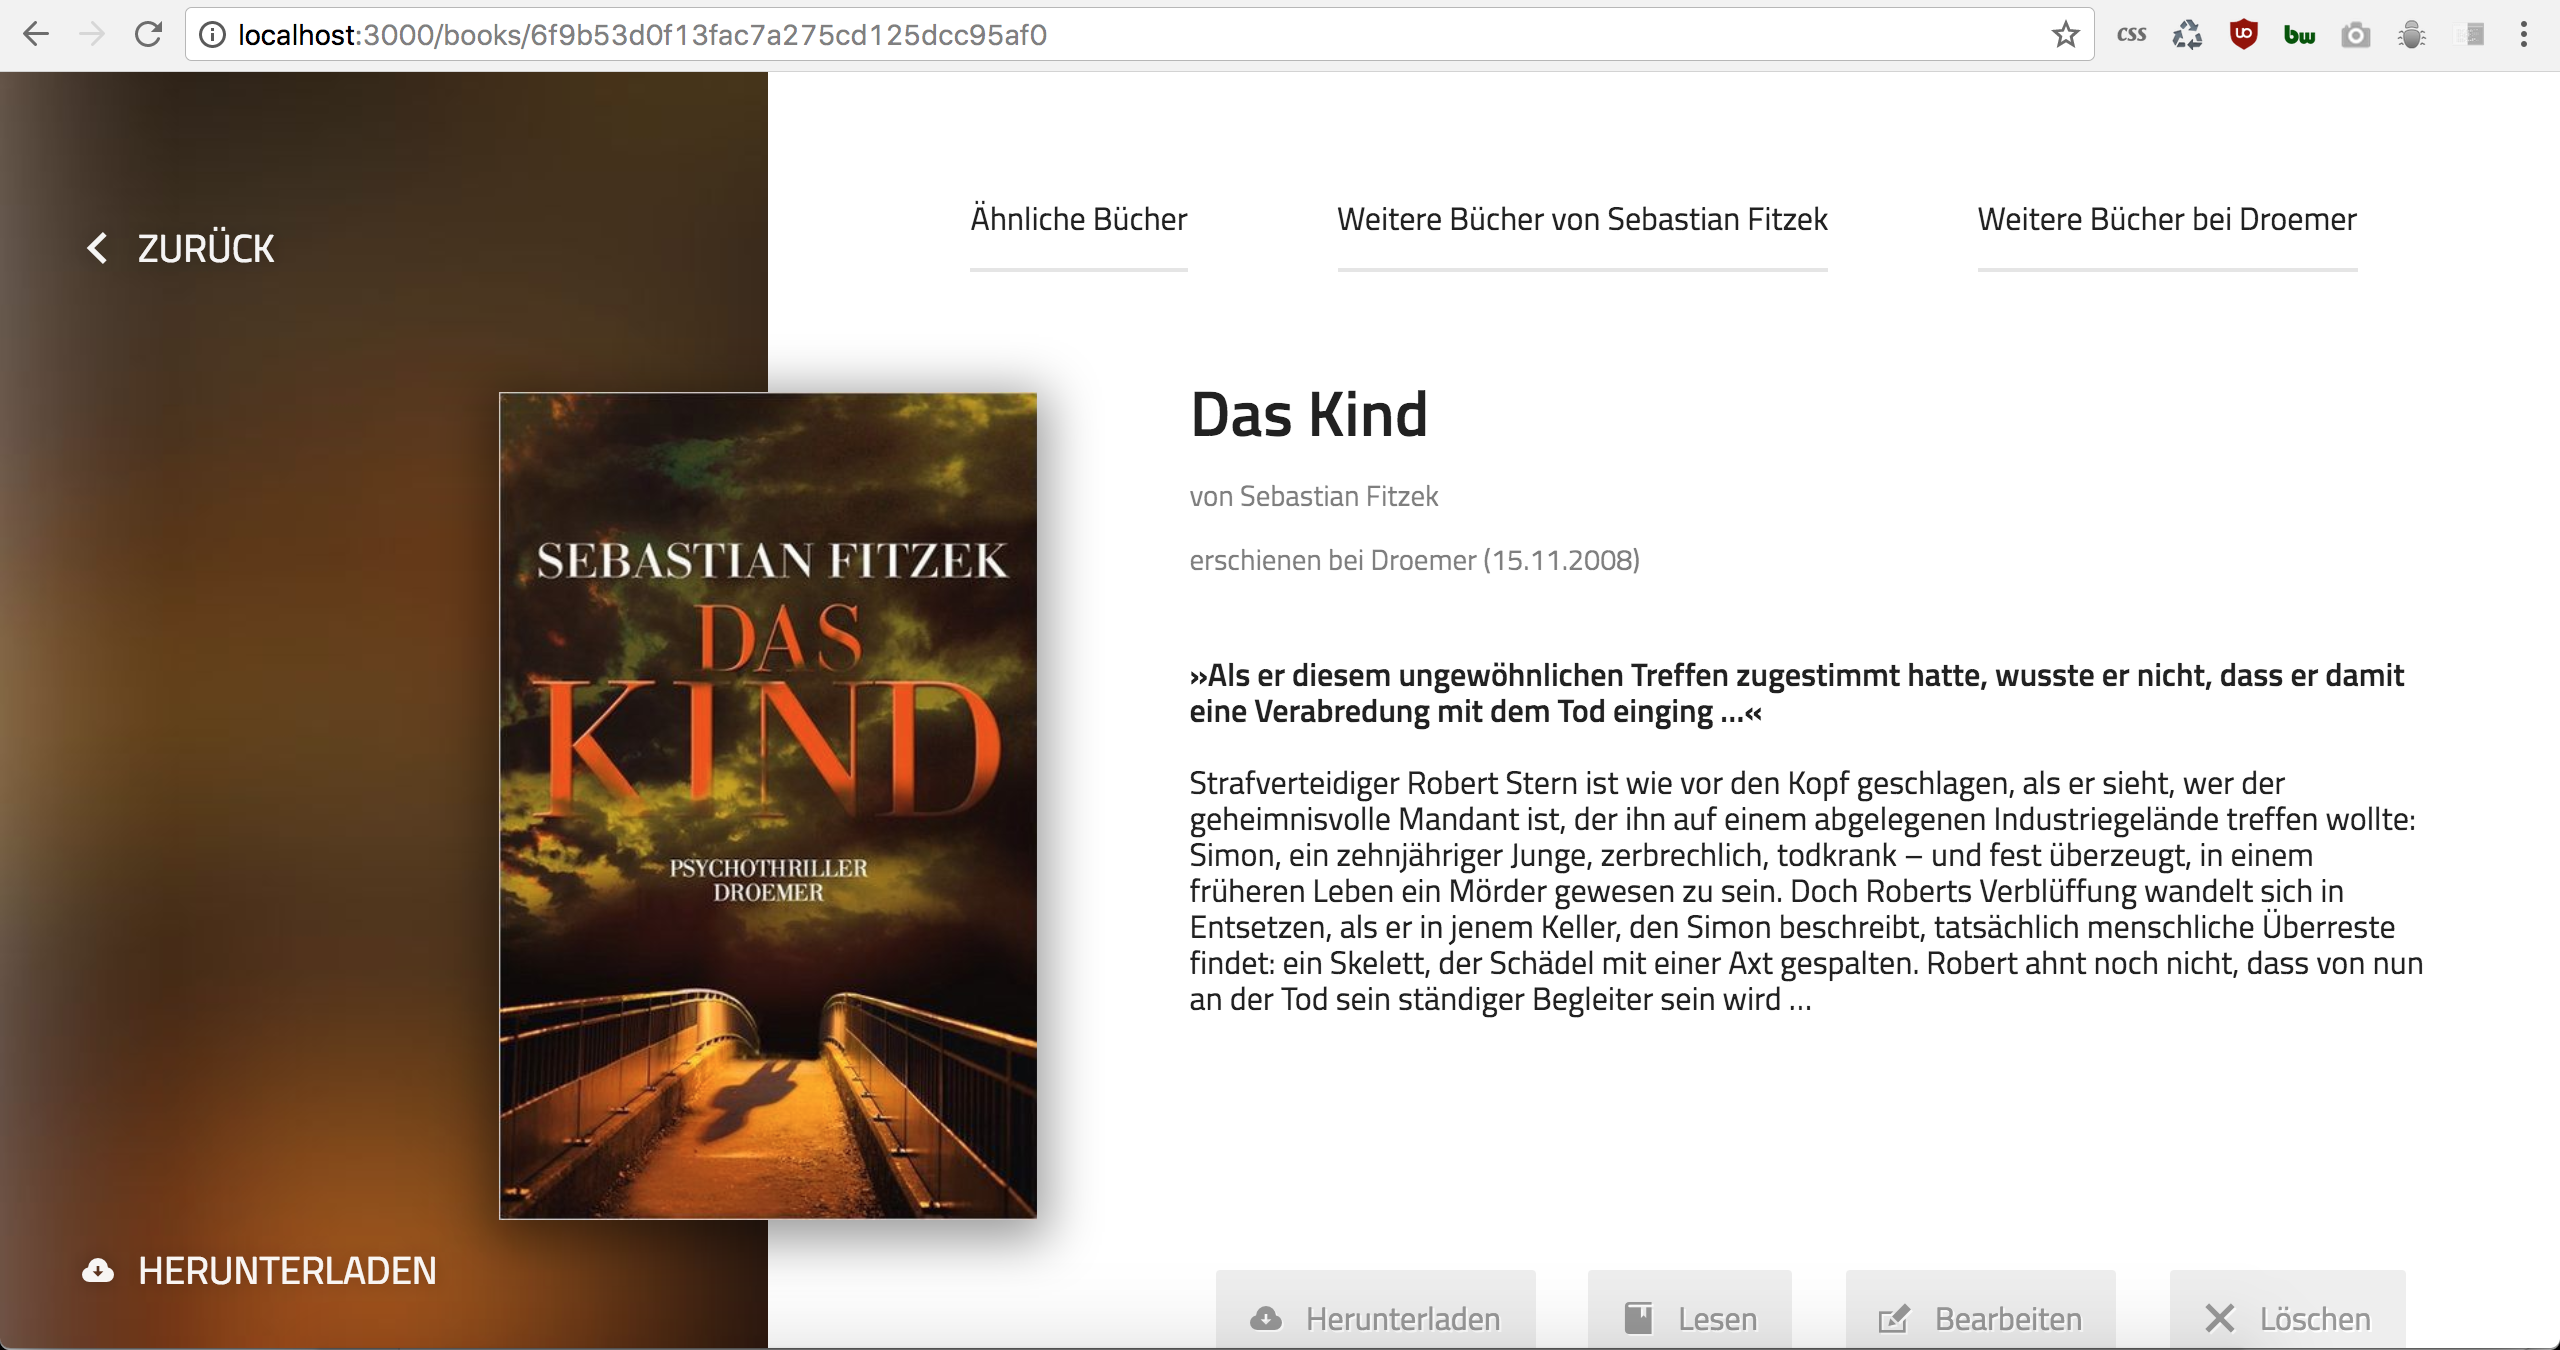 localhost:3000/books/6f9b53d0f13fac7a275cd125dcc95af0
css
uo
bw
ZURÜCK
Ähnliche Bücher
Weitere Bücher von Sebastian Fitzek
Weitere Bücher bei Droemer
SEBASTIAN FITZEK
DAS
KIND
PSYCHOTHRILLER
DROEMER
Das Kind
von Sebastian Fitzek
erschienen bei Droemer (15.11.2008)
»Als er diesem ungewöhnlichen Treffen zugestimmt hatte, wusste er nicht, dass er damit
eine Verabredung mit dem Tod einging ...«
Strafverteidiger Robert Stern ist wie vor den Kopf geschlagen, als er sieht, wer der
geheimnisvolle Mandant ist, der ihn auf einem abgelegenen Industriegelände treffen wollte:
Simon, ein zehnjähriger Junge, zerbrechlich, todkrank – und fest überzeugt, in einem
früheren Leben ein Mörder gewesen zu sein. Doch Roberts Verblüffung wandelt sich in
Entsetzen, als er in jenem Keller, den Simon beschreibt, tatsächlich menschliche Überreste
findet: ein Skelett, der Schädel mit einer Axt gespalten. Robert ahnt noch nicht, dass von nun
an der Tod sein ständiger Begleiter sein wird ...
HERUNTERLADEN
Herunterladen
Lesen
Bearbeiten
Löschen